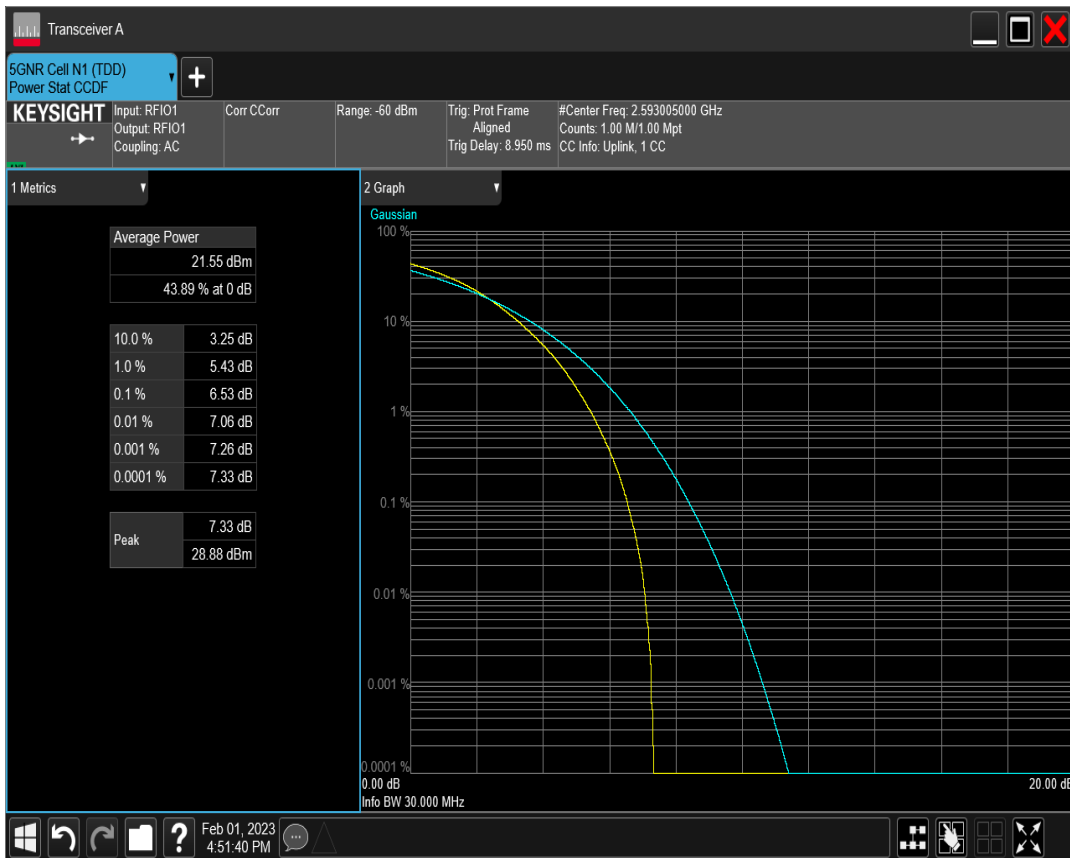 Transceiver A
5GNR Cell N1 (TDD)
Power Stat CCDF
KEYSIGHT
Input: RFIO1
Output: RFIO1
Coupling: AC
Corr CCorr
Range: -60 dBm
Trig: Prot Frame
Aligned
Trig Delay: 8.950 ms
#Center Freq: 2.593005000 GHz
Counts: 1.00 M/1.00 Mpt
CC Info: Uplink, 1 CC
1 Metrics
Average Power
21.55 dBm
43.89 % at 0 dB
10.0 % 3.25 dB
1.0 % 5.43 dB
0.1 % 6.53 dB
0.01 % 7.06 dB
0.001 % 7.26 dB
0.0001 % 7.33 dB
Peak
7.33 dB
28.88 dBm
2 Graph
Gaussian
100 %
10 %
1 %
0.1 %
0.01 %
0.001 %
0.0001 %
0.00 dB 20.00 dB
Info BW 30.000 MHz
Feb 01, 2023
4:51:40 PM